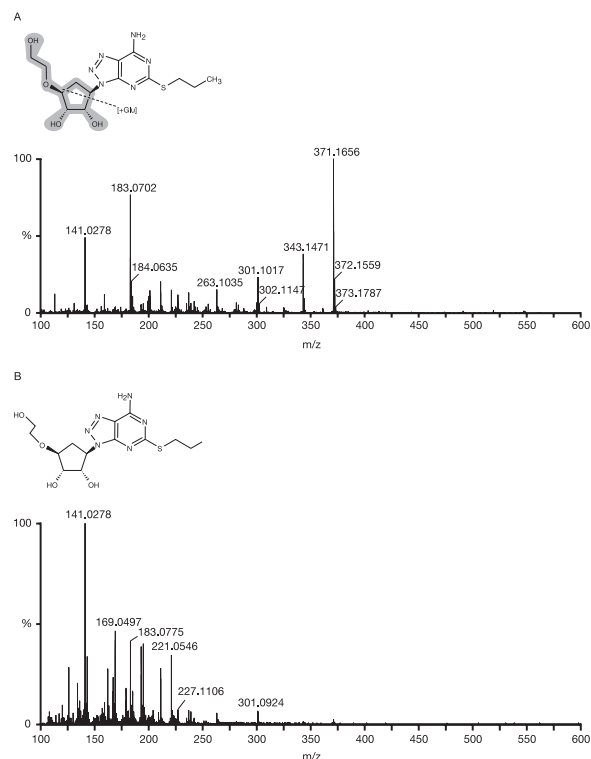 A
OH
NH2
N
N
N
N
N
N
O
S
CH3
[+Glu]
HO
OH
100
371.1656
183.0702
%
141.0278
343.1471
184.0635
301.1017
372.1559
263.1035
302.1147
373.1787
0
100 150 200 250 300 350 400 450 500 550 600
m/z
B
H2N
HO
N
N
N
N
N
N
O
S
HO
OH
141.0278
100
169.0497
%
183.0775
221.0546
227.1106
301.0924
0
100 150 200 250 300 350 400 450 500 550 600
m/z